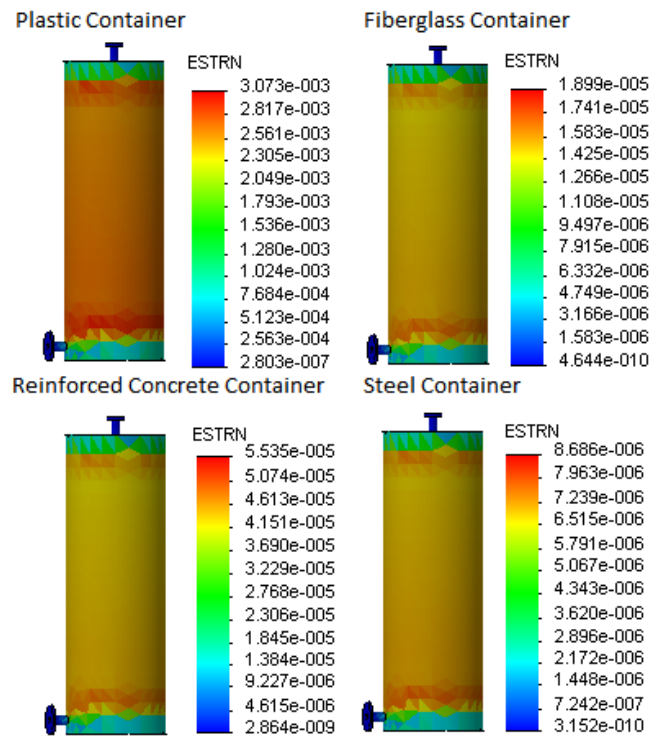 Plastic Container
ESTRN
3.073e-003
2.817e-003
2.561e-003
2.305e-003
2.049e-003
1.793e-003
1.536e-003
1.280e-003
1.024e-003
7.684e-004
5.123e-004
2.563e-004
2.803e-007
Fiberglass Container
ESTRN
1.899e-005
1.741e-005
1.583e-005
1.425e-005
1.266e-005
1.108e-005
9.497e-006
7.915e-006
6.332e-006
4.749e-006
3.166e-006
1.583e-006
4.644e-010
Reinforced Concrete Container
ESTRN
5.535e-005
5.074e-005
4.613e-005
4.151e-005
3.690e-005
3.229e-005
2.768e-005
2.306e-005
1.845e-005
1.384e-005
9.227e-006
4.615e-006
2.864e-009
Steel Container
ESTRN
8.686e-006
7.963e-006
7.239e-006
6.515e-006
5.791e-006
5.067e-006
4.343e-006
3.620e-006
2.896e-006
2.172e-006
1.448e-006
7.242e-007
3.152e-010